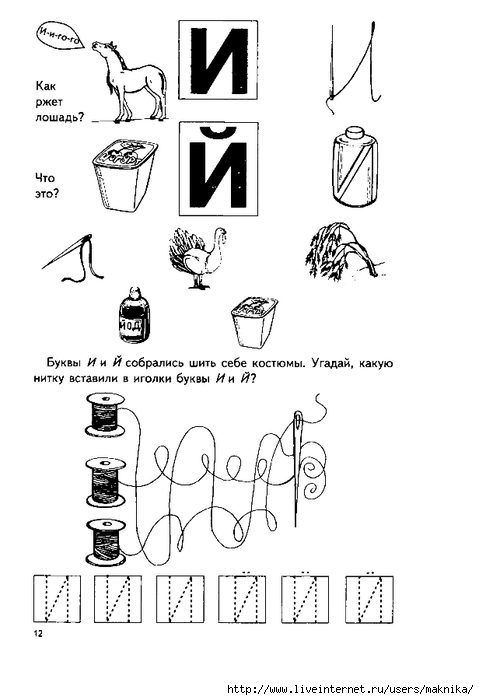 И-и-го-го
И
Как
ржет
лошадь?
Й
Что
это?
ЙОД
Буквы И и Й собрались шить себе костюмы. Угадай, какую
нитку вставили в иголки буквы И и Й?
И И И Й Й Й
12
http://www.liveinternet.ru/users/maknika/